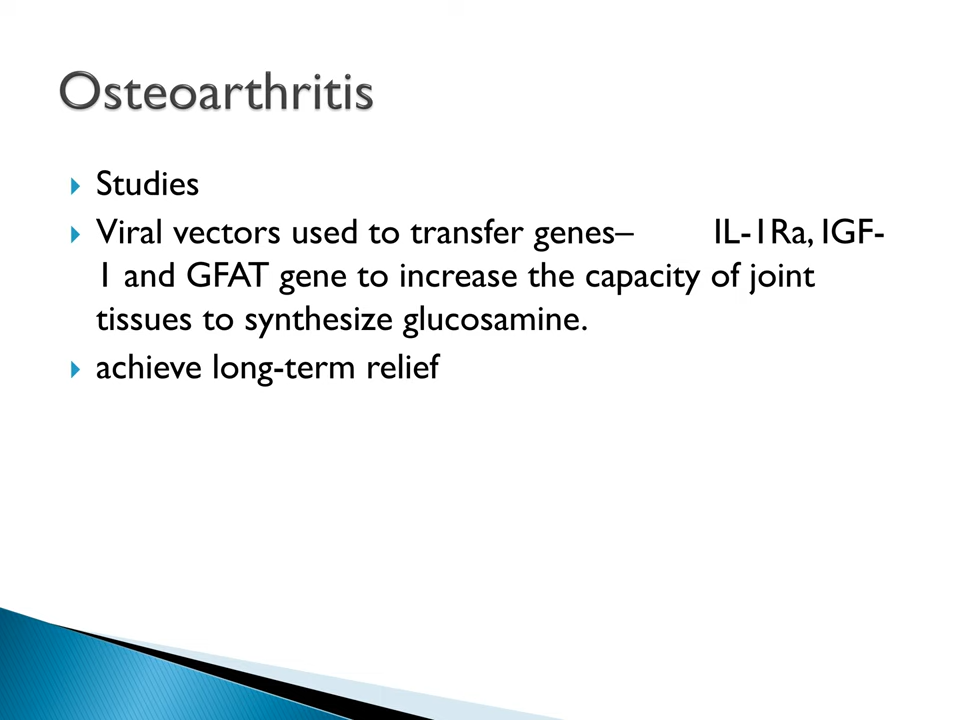 Osteoarthritis
Studies
Viral vectors used to transfer genes– IL-1Ra, IGF-
1 and GFAT gene to increase the capacity of joint
tissues to synthesize glucosamine.
achieve long-term relief